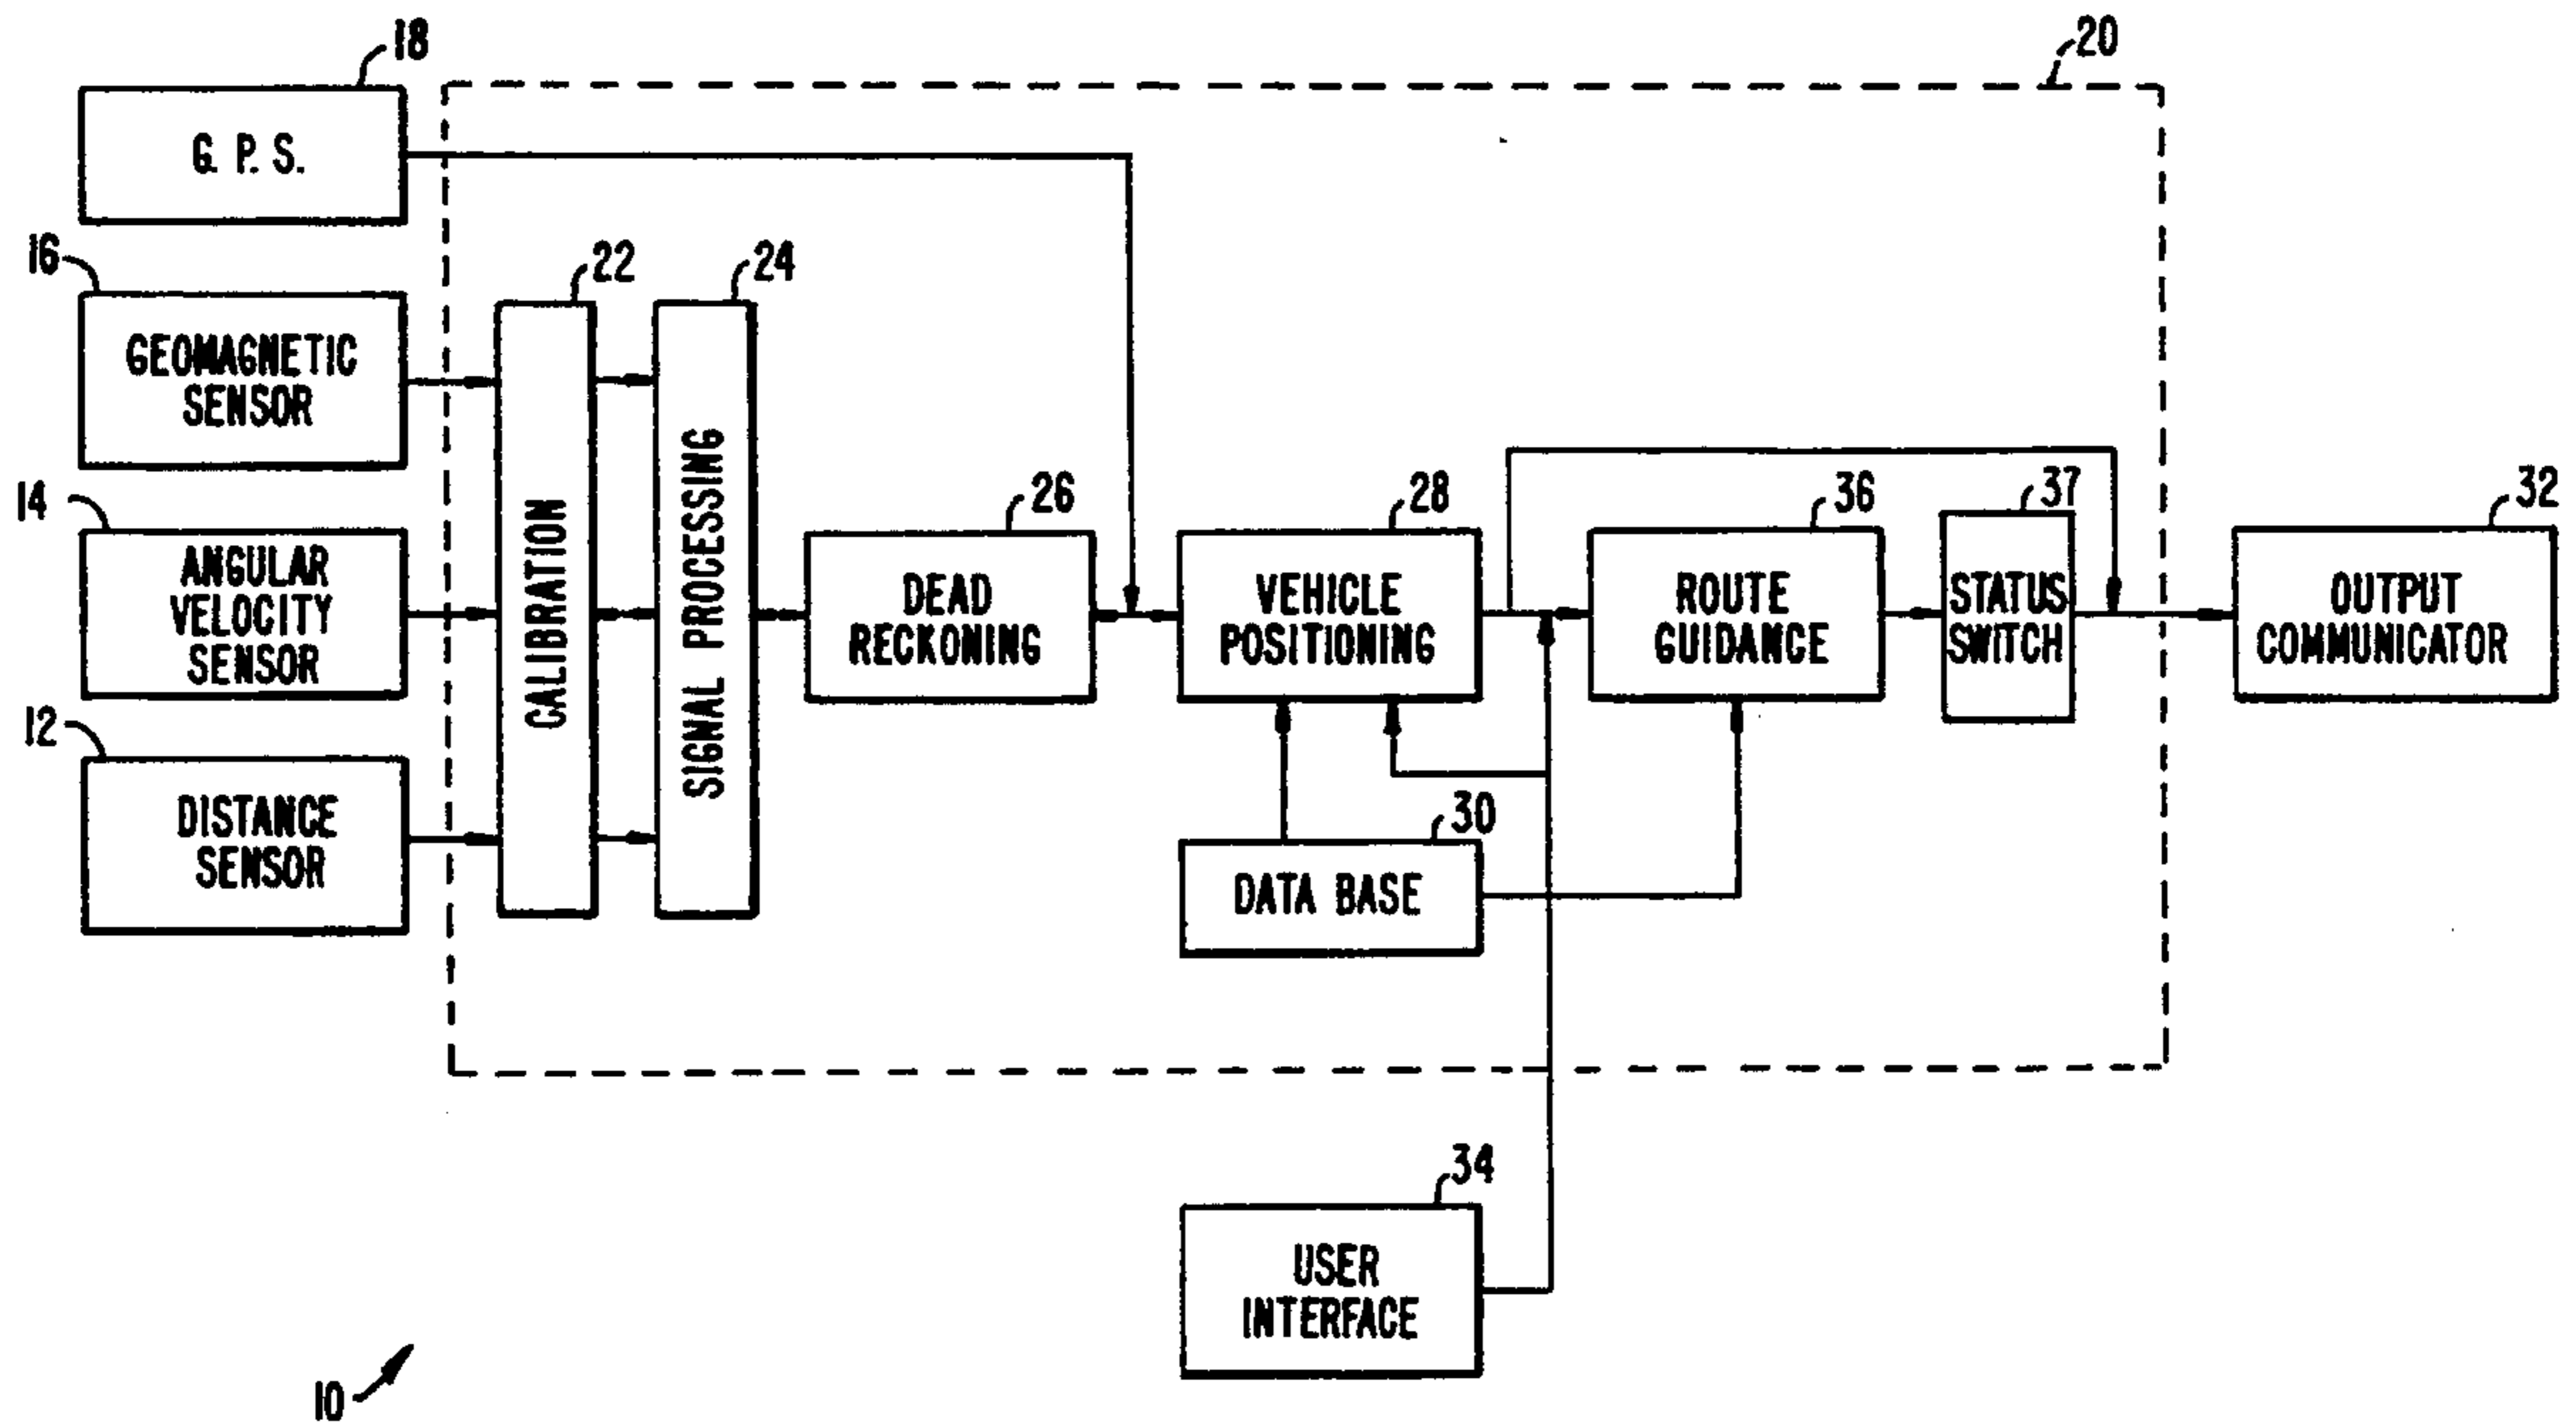 18
20
G. P. S.
16
22
24
GEOMAGNETIC
SENSOR
14
26
28
36
37
32
ANGULAR
VELOCITY
SENSOR
CALIBRATION
SIGNAL PROCESSING
DEAD
RECKONING
VEHICLE
POSITIONING
ROUTE
GUIDANCE
STATUS
SWITCH
OUTPUT
COMMUNICATOR
12
DISTANCE
SENSOR
30
DATA BASE
34
USER
INTERFACE
10